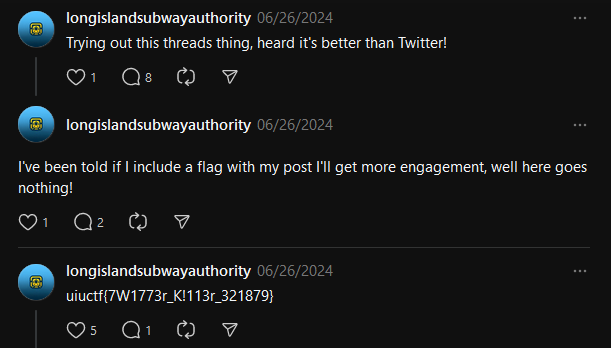 longislandsubwayauthority 06/26/2024
Trying out this threads thing, heard it's better than Twitter!
1 8
longislandsubwayauthority 06/26/2024
I've been told if I include a flag with my post I'll get more engagement, well here goes
nothing!
1 2
longislandsubwayauthority 06/26/2024
uiuctf{7W1773r_K!113r_321879}
5 1